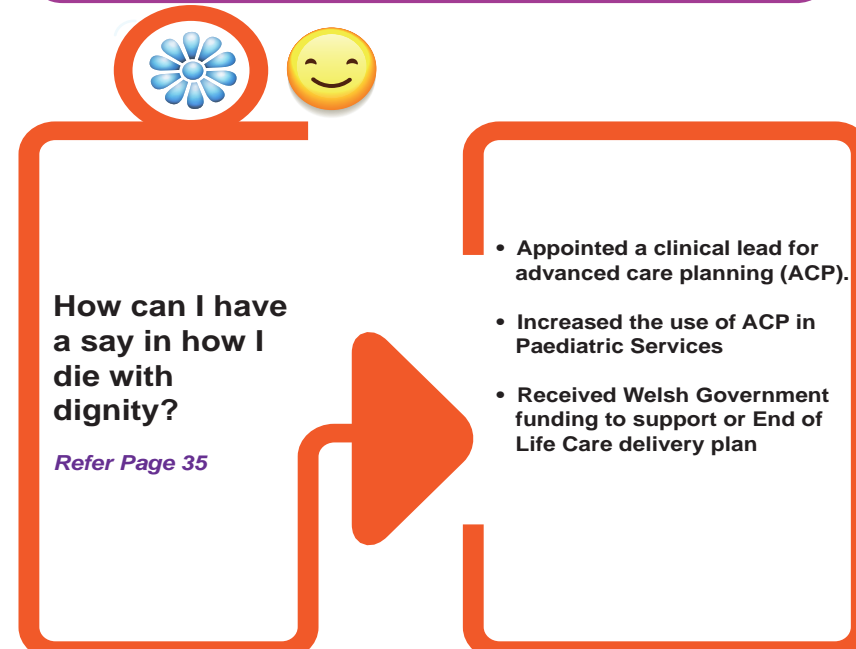 How can I have
a say in how I
die with
dignity?
Refer Page 35
• Appointed a clinical lead for
advanced care planning (ACP).
• Increased the use of ACP in
Paediatric Services
• Received Welsh Government
funding to support or End of
Life Care delivery plan